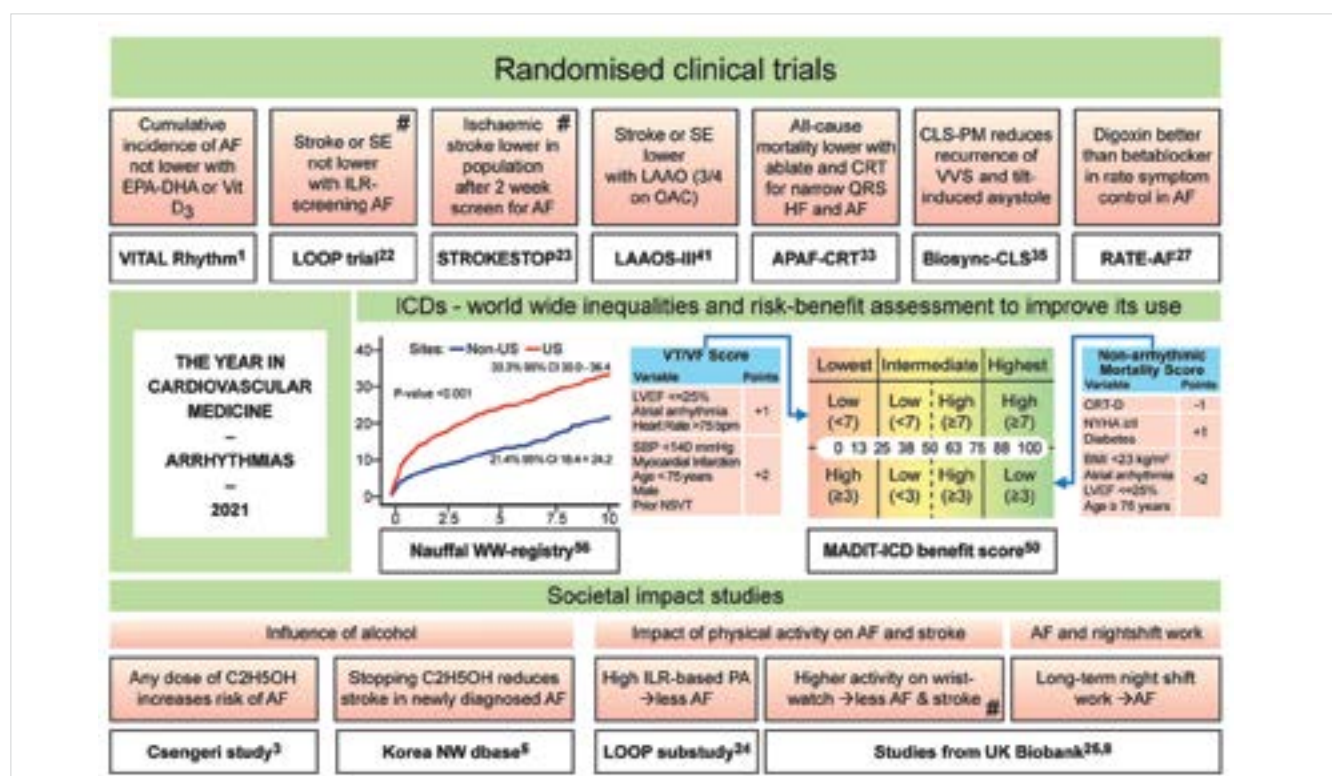 Randomised clinical trials
Cumulative
incidence of AF
not lower with
EPA-DHA or Vit
D3
VITAL Rhythm1
#
Stroke or SE
not lower
with ILR-
screening AF
LOOP trial22
Ischaemic #
stroke lower in
population
after 2 week
screen for AF
STROKESTOP23
Stroke or SE
lower
with LAAO (3/4
on OAC)
LAAOS-III41
All-cause
mortality lower with
ablate and CRT
for narrow QRS
HF and AF
APAF-CRT33
CLS-PM reduces
recurrence of
VVS and tilt-
induced asystole
Biosync-CLS35
Digoxin better
than betablocker
in rate symptom
control in AF
RATE-AF27
THE YEAR IN
CARDIOVASCULAR
MEDICINE
–
ARRHYTHMIAS
–
2021
ICDs - world wide inequalities and risk-benefit assessment to improve its use
Sites: Non-US US
40
30
20
10
0
P-value <0.001
0 2.5 5 7.5 10
Nauffal WW-registry56
VT/VF Score
Variable Points
LVEF <=25%
Atrial arrhythmia
Heart Rate >75 bpm
+1
SBP <140 mmHg
Myocardial Infarction
Age <75 years
Male
Prior NSVT
+2
Lowest Intermediate Highest
Low Low High High
(<7) (<7) (≥7) (≥7)
0 13 25 38 50 63 75 88 100
High Low High Low
(≥3) (<3) (≥3) (≥3)
MADIT-ICD benefit score50
Non-arrhythmic
Mortality Score
Variable Points
CRT-D −1
NYHA
Diabetes
+1
BMI <23 kg/m²
Atrial arrhythmia
LVEF <=25%
Age ≥ 75 years
Societal impact studies
Influence of alcohol
Any dose of C2H5OH
increases risk of AF
Csengeri study3
Stopping C2H5OH reduces
stroke in newly diagnosed AF
Korea NW dbase5
Impact of physical activity on AF and stroke
High ILR-based PA
→less AF
LOOP substudy24
Higher activity on wrist-
watch →less AF & stroke #
AF and nightshift work
Long-term night shift
work →AF
Studies from UK Biobank